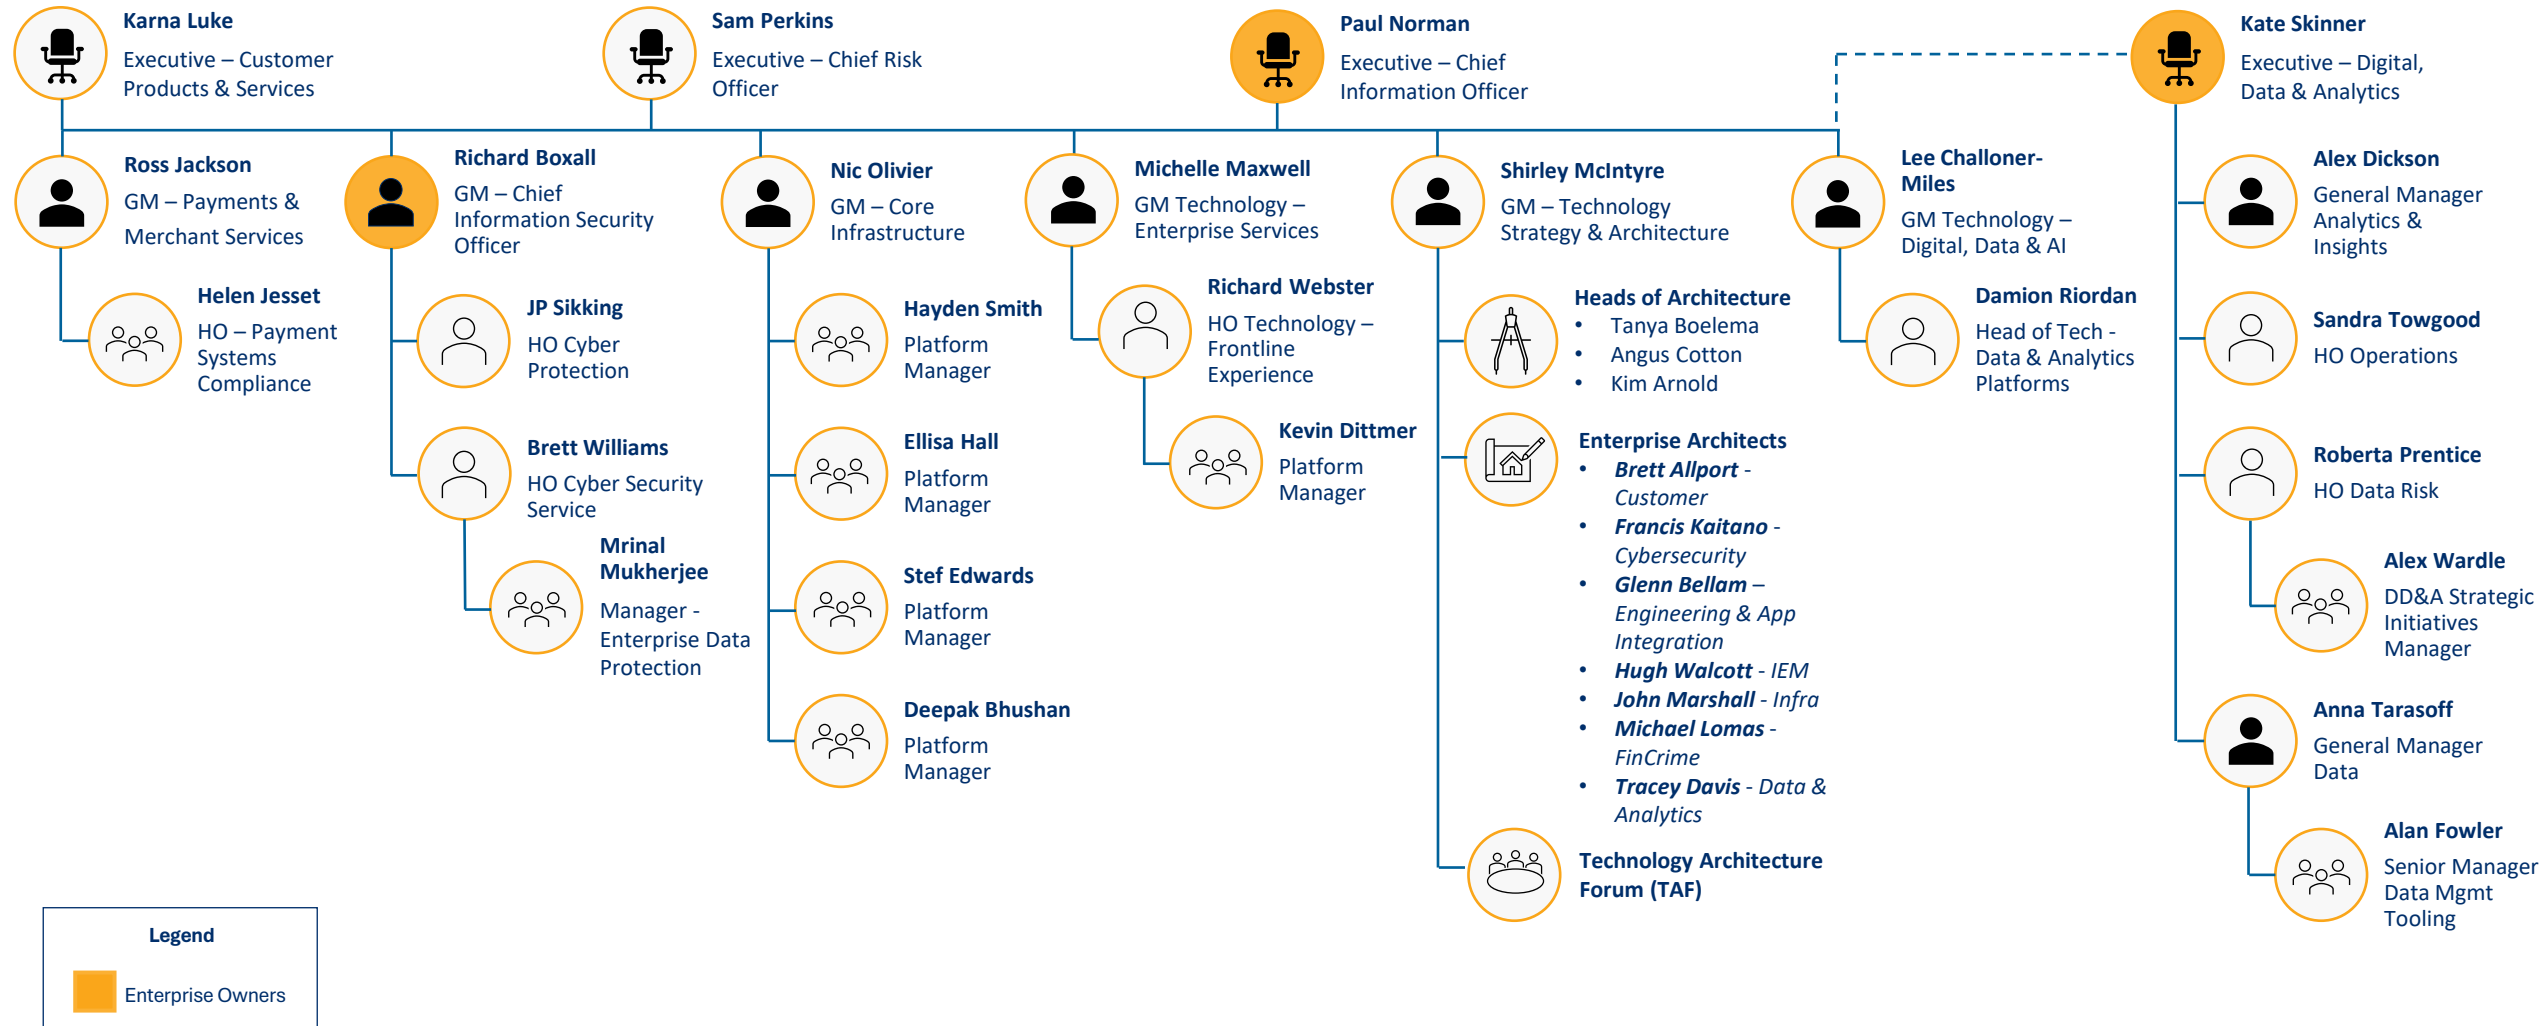 Karna Luke
Executive – Customer
Products & Services
Sam Perkins
Executive – Chief Risk
Officer
Paul Norman
Executive – Chief
Information Officer
Kate Skinner
Executive – Digital,
Data & Analytics
Ross Jackson
GM – Payments &
Merchant Services
Helen Jesset
HO – Payment
Systems
Compliance
Richard Boxall
GM – Chief
Information Security
Officer
JP Sikking
HO Cyber
Protection
Brett Williams
HO Cyber Security
Service
Mrinal
Mukherjee
Manager -
Enterprise Data
Protection
Nic Olivier
GM – Core
Infrastructure
Hayden Smith
Platform
Manager
Ellisa Hall
Platform
Manager
Stef Edwards
Platform
Manager
Deepak Bhushan
Platform
Manager
Michelle Maxwell
GM Technology –
Enterprise Services
Richard Webster
HO Technology –
Frontline
Experience
Kevin Dittmer
Platform
Manager
Shirley McIntyre
GM – Technology
Strategy & Architecture
Heads of Architecture
• Tanya Boelema
• Angus Cotton
• Kim Arnold
Enterprise Architects
• Brett Allport -
Customer
• Francis Kaitano -
Cybersecurity
• Glenn Bellam –
Engineering & App
Integration
• Hugh Walcott - IEM
• John Marshall - Infra
• Michael Lomas -
FinCrime
• Tracey Davis - Data &
Analytics
Technology Architecture
Forum (TAF)
Lee Challoner-
Miles
GM Technology –
Digital, Data & AI
Damion Riordan
Head of Tech -
Data & Analytics
Platforms
Alex Dickson
General Manager
Analytics &
Insights
Sandra Towgood
HO Operations
Roberta Prentice
HO Data Risk
Alex Wardle
DD&A Strategic
Initiatives
Manager
Anna Tarasoff
General Manager
Data
Alan Fowler
Senior Manager
Data Mgmt
Tooling
Legend
Enterprise Owners